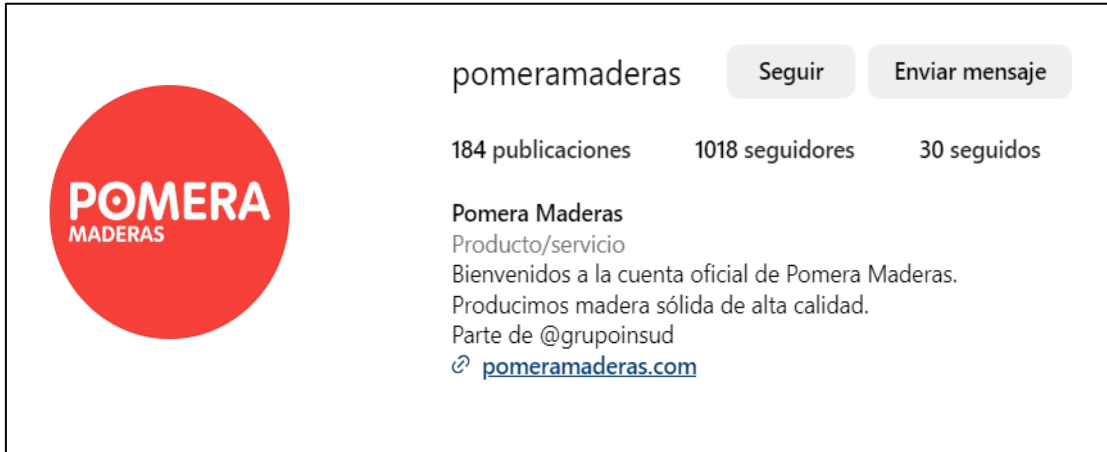 POMERA
MADERAS
pomeramaderas
Seguir
Enviar mensaje
184 publicaciones
1018 seguidores
30 seguidos
Pomera Maderas
Producto/servicio
Bienvenidos a la cuenta oficial de Pomera Maderas.
Producimos madera sólida de alta calidad.
Parte de @grupoinsud
pomeramaderas.com